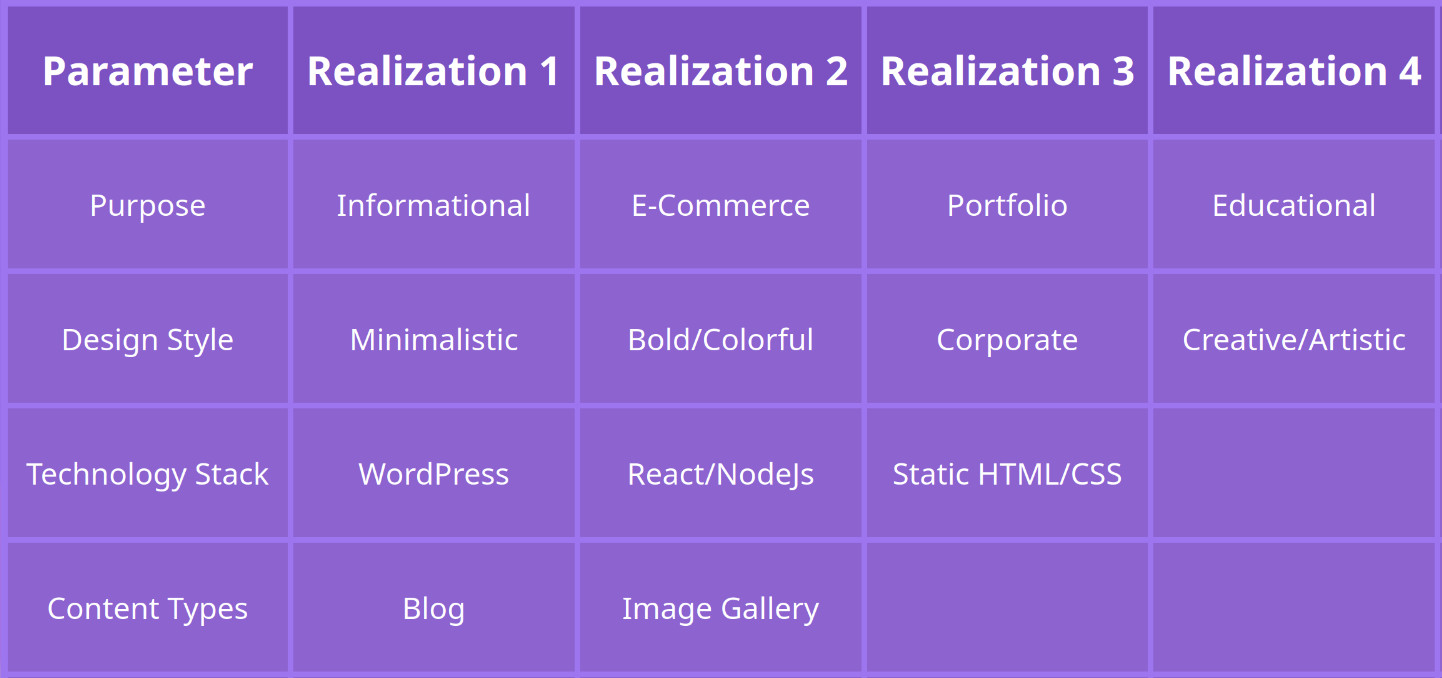 Parameter Realization 1 Realization 2 Realization 3 Realization 4
Purpose Informational E-Commerce Portfolio Educational
Design Style Minimalistic Bold/Colorful Corporate Creative/Artistic
Technology Stack WordPress React/NodeJs Static HTML/CSS
Content Types Blog Image Gallery